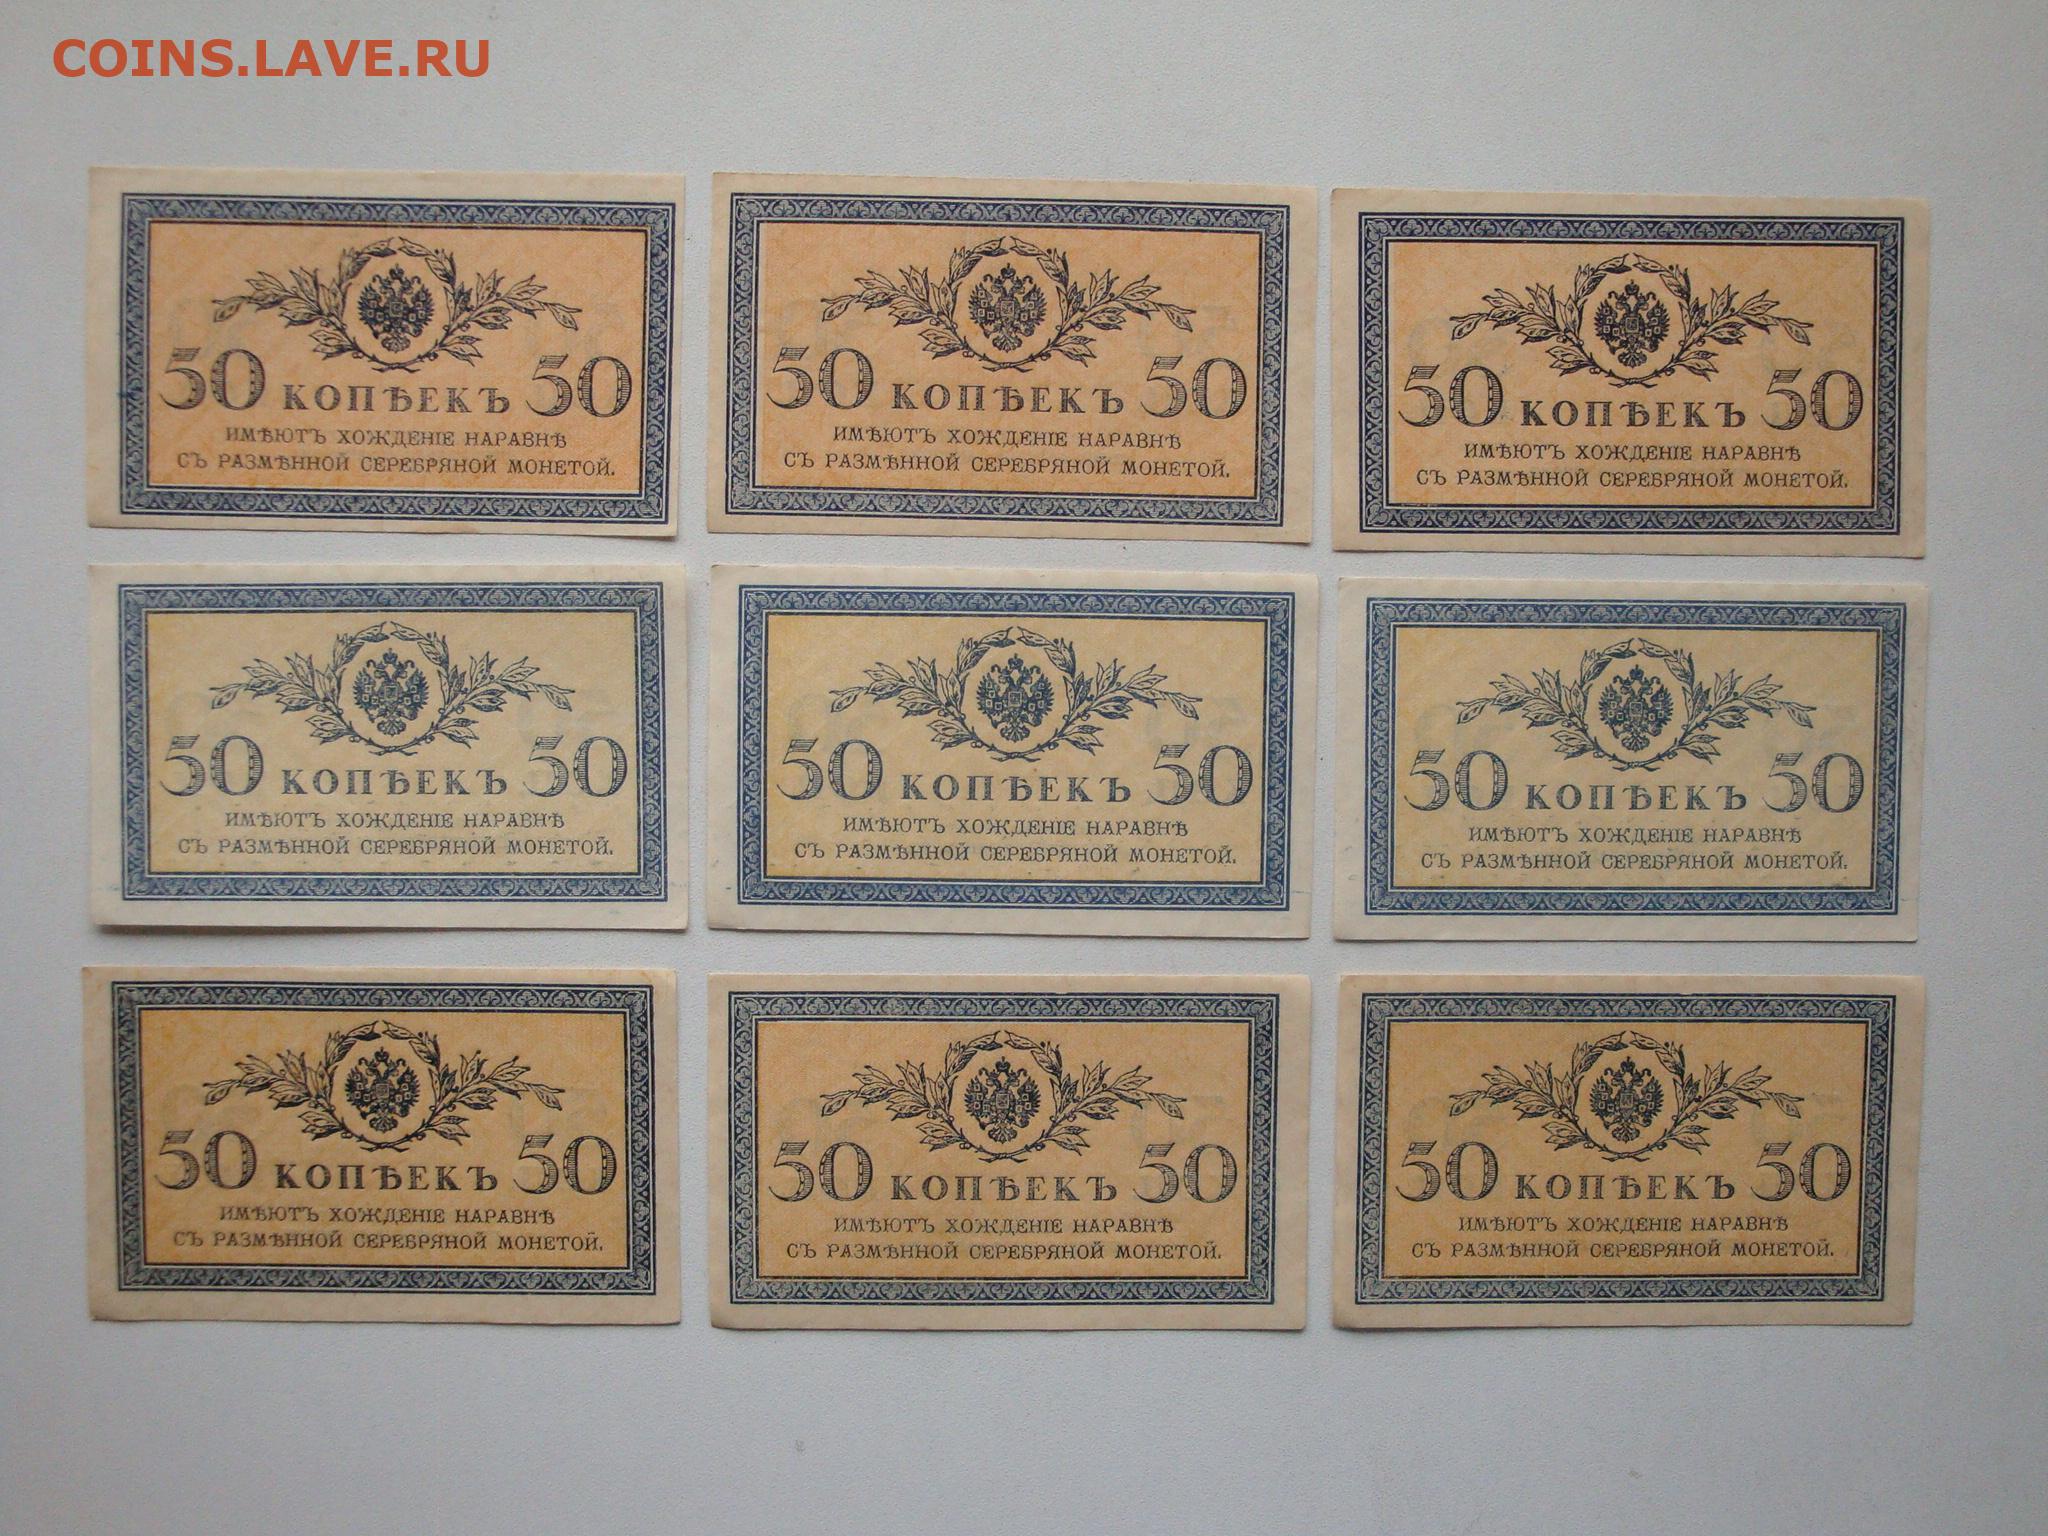 COINS.LAVE.RU
50 КОПѢЕКЪ 50
ИМѢЮТЪ ХОЖДЕНІЕ НАРАВНѢ
СЪ РАЗМѢННОЙ СЕРЕБРЯНОЙ МОНЕТОЙ.
50 КОПѢЕКЪ 50
ИМѢЮТЪ ХОЖДЕНІЕ НАРАВНѢ
СЪ РАЗМѢННОЙ СЕРЕБРЯНОЙ МОНЕТОЙ.
50 КОПѢЕКЪ 50
ИМѢЮТЪ ХОЖДЕНІЕ НАРАВНѢ
СЪ РАЗМѢННОЙ СЕРЕБРЯНОЙ МОНЕТОЙ.
50 КОПѢЕКЪ 50
ИМѢЮТЪ ХОЖДЕНІЕ НАРАВНѢ
СЪ РАЗМѢННОЙ СЕРЕБРЯНОЙ МОНЕТОЙ.
50 КОПѢЕКЪ 50
ИМѢЮТЪ ХОЖДЕНІЕ НАРАВНѢ
СЪ РАЗМѢННОЙ СЕРЕБРЯНОЙ МОНЕТОЙ.
50 КОПѢЕКЪ 50
ИМѢЮТЪ ХОЖДЕНІЕ НАРАВНѢ
СЪ РАЗМѢННОЙ СЕРЕБРЯНОЙ МОНЕТОЙ.
50 КОПѢЕКЪ 50
ИМѢЮТЪ ХОЖДЕНІЕ НАРАВНѢ
СЪ РАЗМѢННОЙ СЕРЕБРЯНОЙ МОНЕТОЙ.
50 КОПѢЕКЪ 50
ИМѢЮТЪ ХОЖДЕНІЕ НАРАВНѢ
СЪ РАЗМѢННОЙ СЕРЕБРЯНОЙ МОНЕТОЙ.
50 КОПѢЕКЪ 50
ИМѢЮТЪ ХОЖДЕНІЕ НАРАВНѢ
СЪ РАЗМѢННОЙ СЕРЕБРЯНОЙ МОНЕТОЙ.